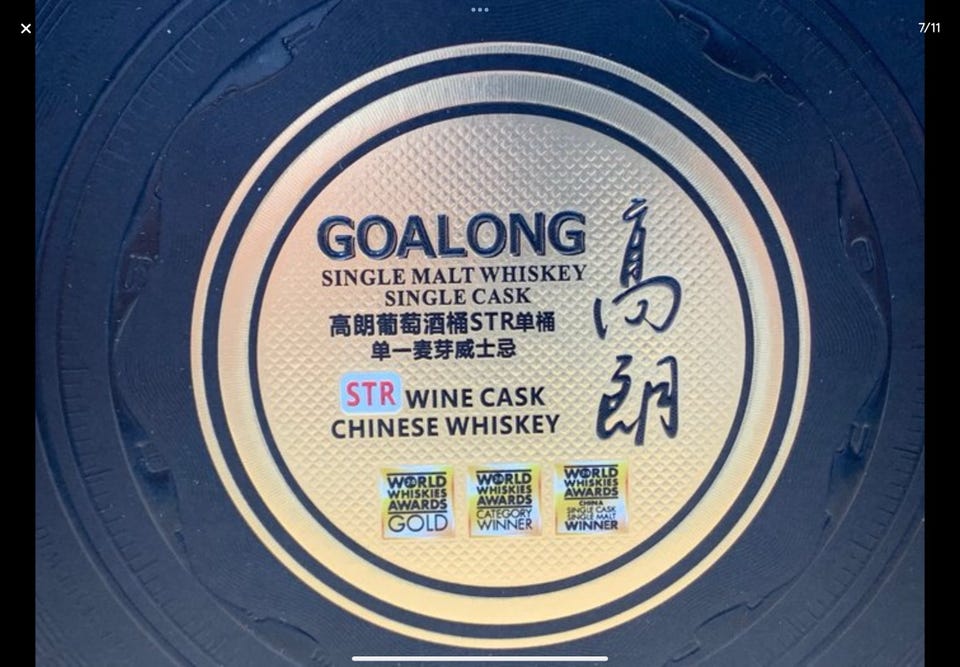 7/11
GOALONG
SINGLE MALT WHISKEY
SINGLE CASK
高朗葡萄酒桶STR单桶
单一麦芽威士忌
STR WINE CASK
CHINESE WHISKEY
高朗
WORLD
WHISKIES
AWARDS
GOLD
WORLD
WHISKIES
AWARDS
CATEGORY
WINNER
WORLD
WHISKIES
AWARDS
CHINA
SINGLE CASK
SINGLE MALT
WINNER